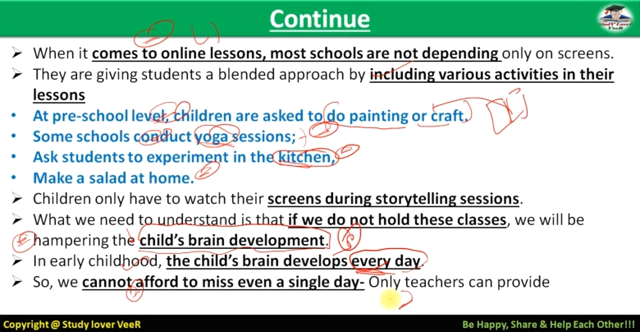 Continue
➢ When it comes to online lessons, most schools are not depending only on screens.
➢ They are giving students a blended approach by including various activities in their
lessons
• At pre-school level, children are asked to do painting or craft.
• Some schools conduct yoga sessions;
• Ask students to experiment in the kitchen,
• Make a salad at home.
➢ Children only have to watch their screens during storytelling sessions.
➢ What we need to understand is that if we do not hold these classes, we will be
hampering the child's brain development.
➢ In early childhood, the child's brain develops every day.
➢ So, we cannot afford to miss even a single day- Only teachers can provide
Copyright @ Study lover VeeR
Be Happy, Share & Help Each Other!!!